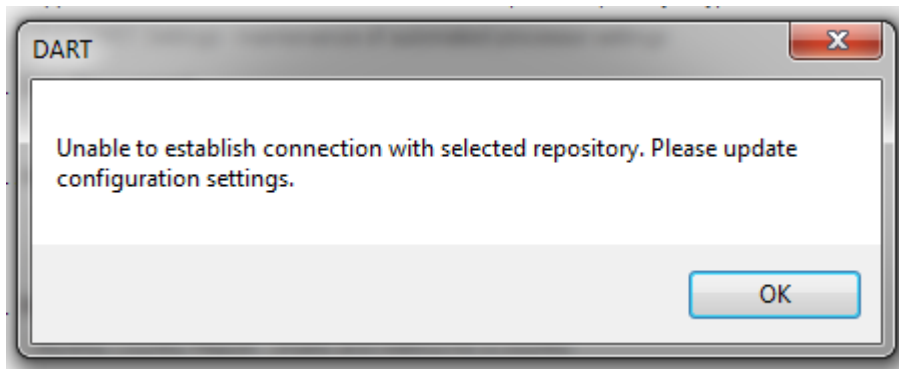 DART
Unable to establish connection with selected repository. Please update
configuration settings.
OK